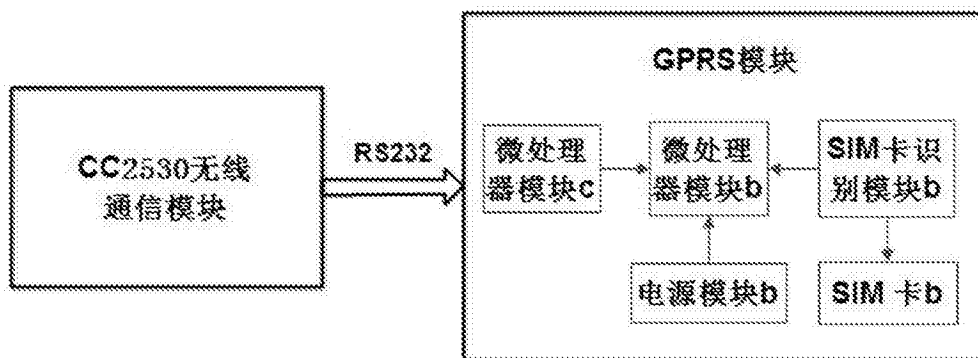 GPRS模块
CC2530无线
通信模块
RS232
微处理
器模块c
微处理
器模块b
SIM卡识
别模块b
电源模块b
SIM 卡b